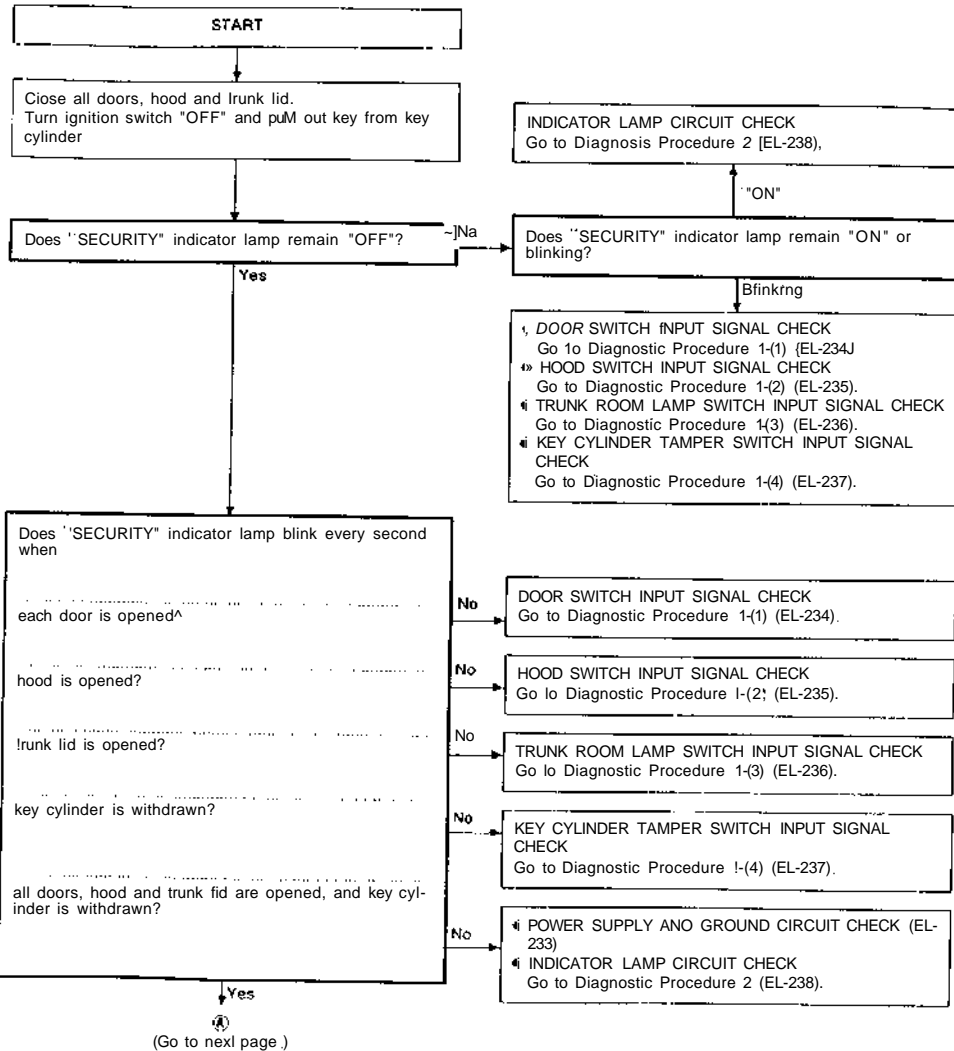 START
Ciose all doors, hood and lrunk lid.
Turn ignition switch "OFF" and puM out key from key
cylinder
INDICATOR LAMP CIRCUIT CHECK
Go to Diagnosis Procedure 2 [EL-238),
"ON"
Does "SECURITY" indicator lamp remain "OFF"?
~]Na
Does "SECURITY" indicator lamp remain "ON" or
blinking?
Yes
Bfinkrng
DOOR SWITCH fNPUT SIGNAL CHECK
Go 1o Diagnostic Procedure 1-(1) {EL-234J
HOOD SWITCH INPUT SIGNAL CHECK
Go to Diagnostic Procedure 1-(2) (EL-235).
TRUNK ROOM LAMP SWITCH INPUT SIGNAL CHECK
Go to Diagnostic Procedure 1-(3) (EL-236).
KEY CYLINDER TAMPER SWITCH INPUT SIGNAL
CHECK
Go to Diagnostic Procedure 1-(4) (EL-237).
Does "SECURITY" indicator lamp blink every second
when
each door is opened^
No
DOOR SWITCH INPUT SIGNAL CHECK
Go to Diagnostic Procedure 1-(1) (EL-234).
hood is opened?
No
HOOD SWITCH INPUT SIGNAL CHECK
Go lo Diagnostic Procedure l-(2; (EL-235).
!runk lid is opened?
No
TRUNK ROOM LAMP SWITCH INPUT SIGNAL CHECK
Go lo Diagnostic Procedure 1-(3) (EL-236).
key cylinder is withdrawn?
No
KEY CYLINDER TAMPER SWITCH INPUT SIGNAL
CHECK
Go to Diagnostic Procedure !-(4) (EL-237).
all doors, hood and trunk fid are opened, and key cyl-
inder is withdrawn?
No
POWER SUPPLY ANO GROUND CIRCUIT CHECK (EL-
233)
INDICATOR LAMP CIRCUIT CHECK
Go to Diagnostic Procedure 2 (EL-238).
Yes
A
(Go to nexl page.)